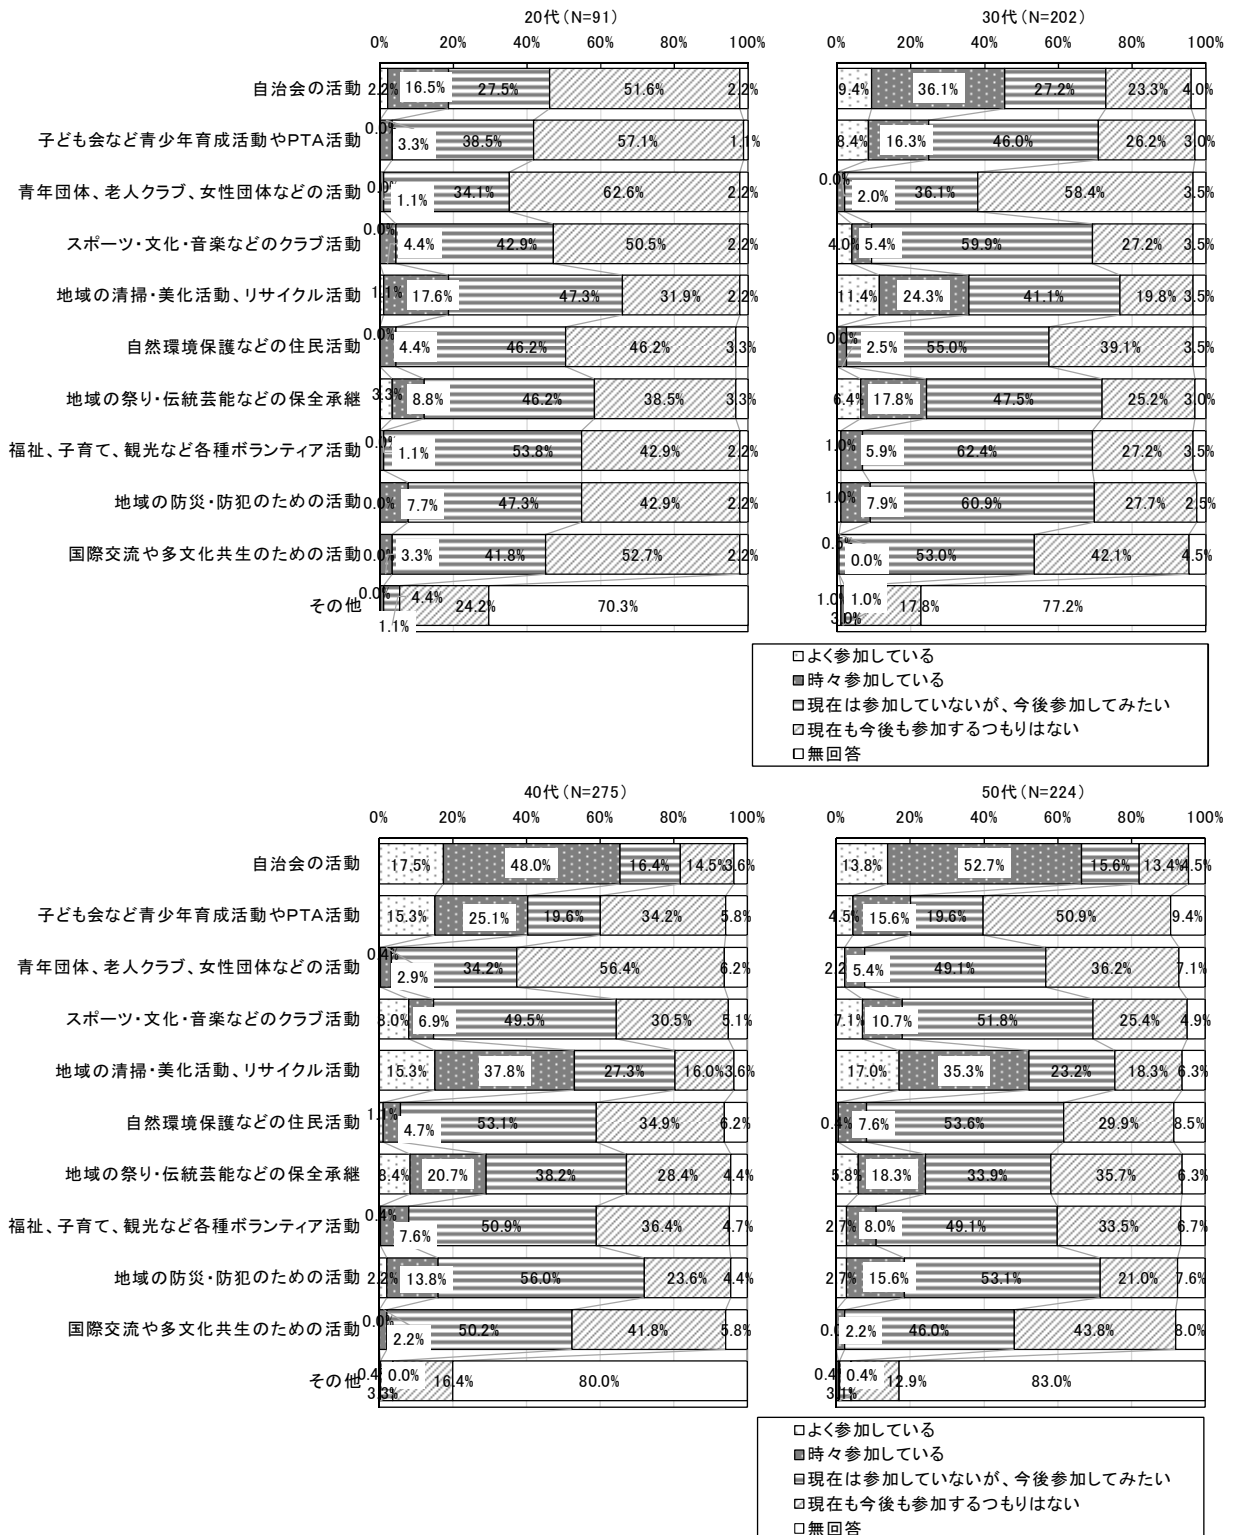 20代(N=91) 30代(N=202)
0% 20% 40% 60% 80% 100% 0% 20% 40% 60% 80% 100%
自治会の活動 2.2% 16.5% 27.5% 51.6% 2.2% 9.4% 36.1% 27.2% 23.3% 4.0%
子ども会など青少年育成活動やPTA活動 0.0% 3.3% 38.5% 57.1% 1.1% 8.4% 16.3% 46.0% 26.2% 3.0%
青年団体、老人クラブ、女性団体などの活動 0.0% 1.1% 34.1% 62.6% 2.2% 0.0% 2.0% 36.1% 58.4% 3.5%
スポーツ・文化・音楽などのクラブ活動 0.0% 4.4% 42.9% 50.5% 2.2% 4.0% 5.4% 59.9% 27.2% 3.5%
地域の清掃・美化活動、リサイクル活動 1.1% 17.6% 47.3% 31.9% 2.2% 11.4% 24.3% 41.1% 19.8% 3.5%
自然環境保護などの住民活動 0.0% 4.4% 46.2% 46.2% 3.3% 0.0% 2.5% 55.0% 39.1% 3.5%
地域の祭り・伝統芸能などの保全承継 3.3% 8.8% 46.2% 38.5% 3.3% 6.4% 17.8% 47.5% 25.2% 3.0%
福祉、子育て、観光など各種ボランティア活動 0.0% 1.1% 53.8% 42.9% 2.2% 1.0% 5.9% 62.4% 27.2% 3.5%
地域の防災・防犯のための活動 0.0% 7.7% 47.3% 42.9% 2.2% 1.0% 7.9% 60.9% 27.7% 2.5%
国際交流や多文化共生のための活動 0.0% 3.3% 41.8% 52.7% 2.2% 0.5% 0.0% 53.0% 42.1% 4.5%
その他 0.0% 1.1% 4.4% 24.2% 70.3% 1.0% 1.0% 3.0% 17.8% 77.2%
よく参加している
時々参加している
現在は参加していないが、今後参加してみたい
現在も今後も参加するつもりはない
無回答
40代(N=275) 50代(N=224)
0% 20% 40% 60% 80% 100% 0% 20% 40% 60% 80% 100%
自治会の活動 17.5% 48.0% 16.4% 14.5% 3.6% 13.8% 52.7% 15.6% 13.4% 4.5%
子ども会など青少年育成活動やPTA活動 15.3% 25.1% 19.6% 34.2% 5.8% 4.5% 15.6% 19.6% 50.9% 9.4%
青年団体、老人クラブ、女性団体などの活動 0.4% 2.9% 34.2% 56.4% 6.2% 2.2 5.4% 49.1% 36.2% 7.1%
スポーツ・文化・音楽などのクラブ活動 8.0% 6.9% 49.5% 30.5% 5.1% 7.1% 10.7% 51.8% 25.4% 4.9%
地域の清掃・美化活動、リサイクル活動 15.3% 37.8% 27.3% 16.0% 3.6% 17.0% 35.3% 23.2% 18.3% 6.3%
自然環境保護などの住民活動 1.1% 4.7% 53.1% 34.9% 6.2% 0.4% 7.6% 53.6% 29.9% 8.5%
地域の祭り・伝統芸能などの保全承継 8.4% 20.7% 38.2% 28.4% 4.4% 5.8% 18.3% 33.9% 35.7% 6.3%
福祉、子育て、観光など各種ボランティア活動 0.4% 7.6% 50.9% 36.4% 4.7% 2.7% 8.0% 49.1% 33.5% 6.7%
地域の防災・防犯のための活動 2.2% 13.8% 56.0% 23.6% 4.4% 2.7% 15.6% 53.1% 21.0% 7.6%
国際交流や多文化共生のための活動 0.0% 2.2% 50.2% 41.8% 5.8% 2.2% 46.0% 43.8% 8.0%
その他 0.4 0.0% 3.3% 16.4% 80.0% 0.4 0.4% 3.1% 12.9% 83.0%
よく参加している
時々参加している
現在は参加していないが、今後参加してみたい
現在も今後も参加するつもりはない
無回答